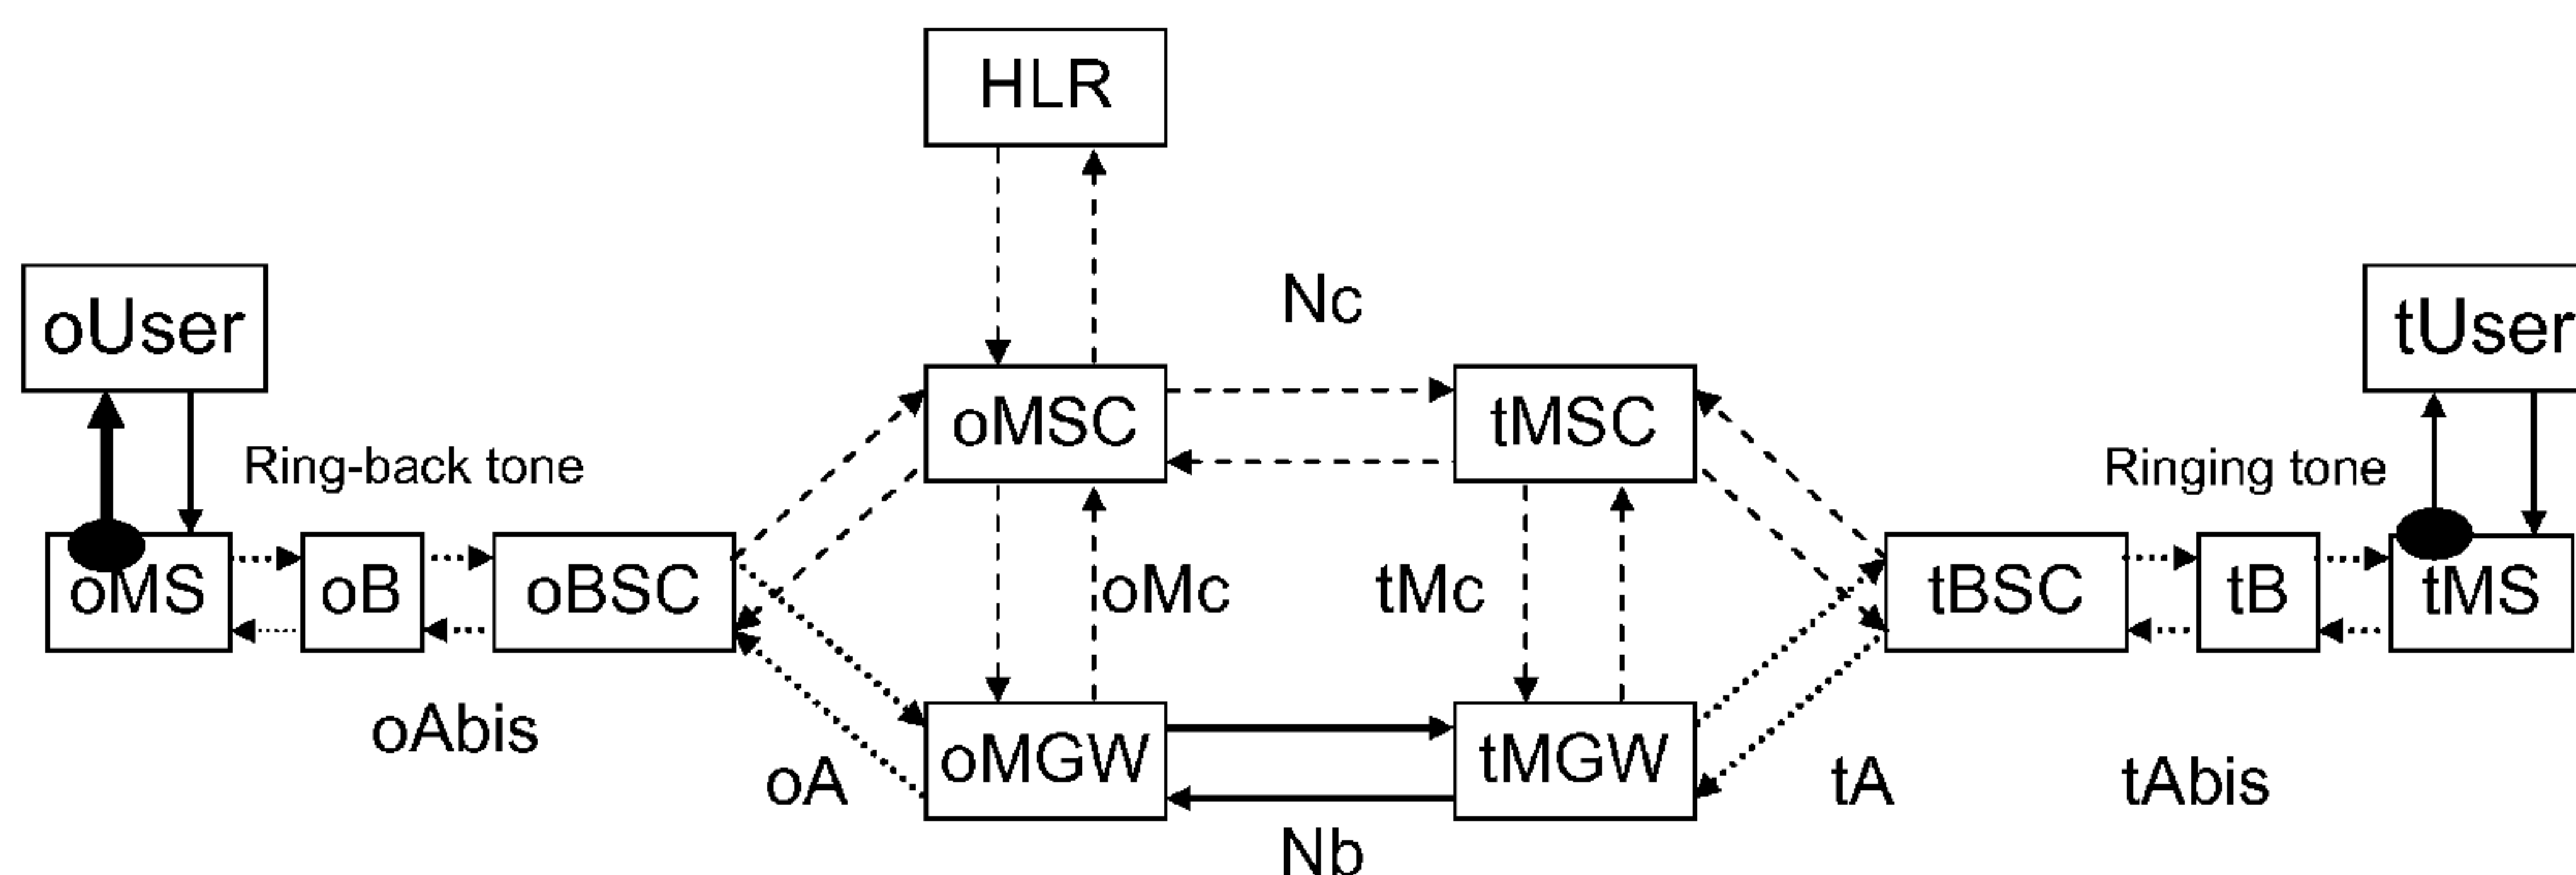 HLR
Nc
oUser
tUser
oMSC
tMSC
Ring-back tone
Ringing tone
oMS
oB
oBSC
oMc
tMc
tBSC
tB
tMS
oAbis
oA
oMGW
tMGW
tA
tAbis
Nb